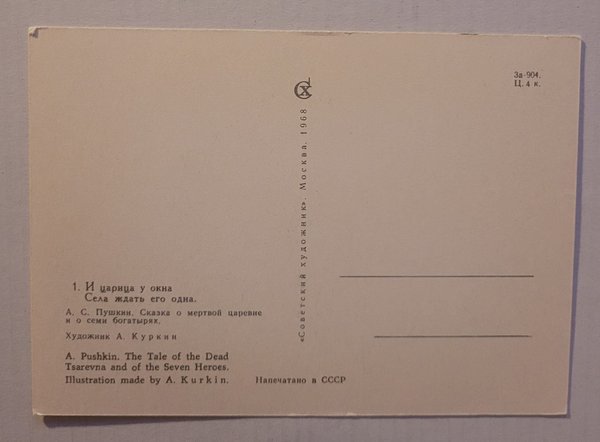 За-904.
Ц. 4 к.
СХ
«Советский художник». Москва. 1968
1. И царица у окна
Села ждать его одна.
А. С. Пушкин. Сказка о мертвой царевне
и о семи богатырях.
Художник А. Куркин
A. Pushkin. The Tale of the Dead
Tsarevna and of the Seven Heroes.
Illustration made by A. Kurkin.
Напечатано в СССР